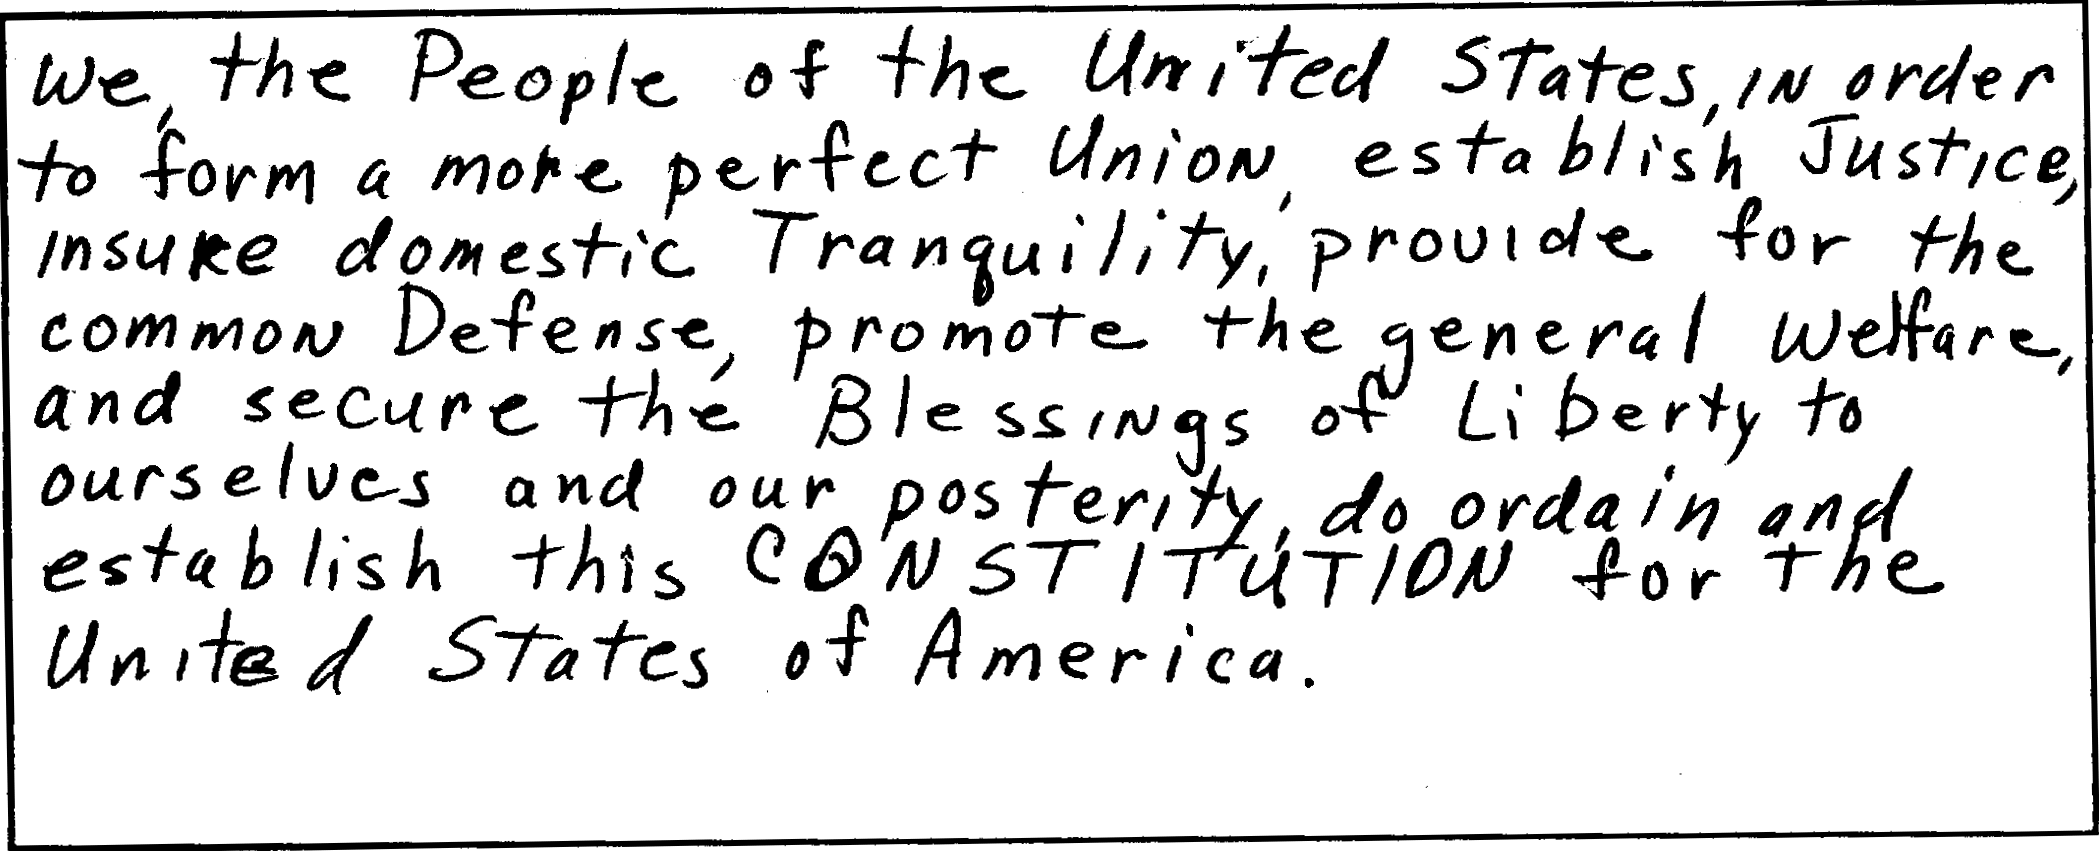 We, the People of the United States, in order
to form a more perfect Union, establish Justice,
insure domestic Tranquility, provide for the
common Defense, promote the general Welfare,
and secure the Blessings of Liberty to
ourselves and our posterity, do ordain and
establish this CONSTITUTION for the
United States of America.